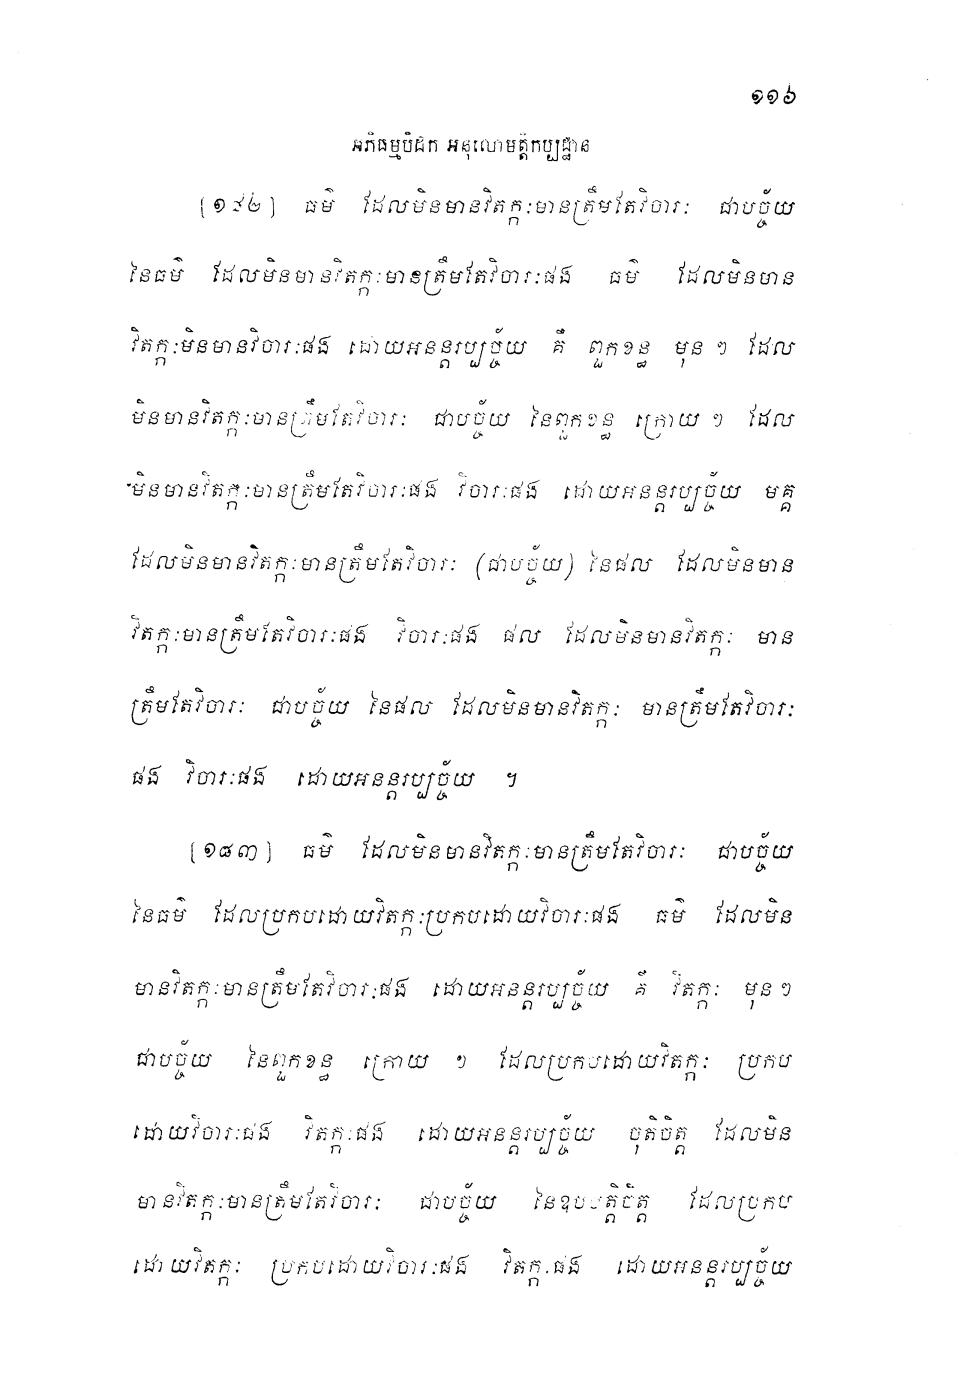 ១១៦
អភិធម្មបិដក អនុលោមត្តិកប្បដ្ឋាន
[១៩២] ធម៌ ដែលមិនមានវិតក្កៈមានត្រឹមតែវិចារៈ ជាបច្ច័យ
នៃធម៌ ដែលមិនមានវិតក្កៈមានត្រឹមតែវិចារៈផង ធម៌ ដែលមិនមាន
វិតក្កៈមិនមានវិចារៈផង ដោយអនន្តរប្បច្ច័យ គឺ ពួកខន្ធ មុន ៗ ដែល
មិនមានវិតក្កៈមានត្រឹមតែវិចារៈ ជាបច្ច័យ នៃពួកខន្ធ ក្រោយ ៗ ដែល
មិនមានវិតក្កៈមានត្រឹមតែវិចារៈផង វិចារៈផង ដោយអនន្តរប្បច្ច័យ មគ្គ
ដែលមិនមានវិតក្កៈមានត្រឹមតែវិចារៈ (ជាបច្ច័យ) នៃផល ដែលមិនមាន
វិតក្កៈមានត្រឹមតែវិចារៈផង វិចារៈផង ផល ដែលមិនមានវិតក្កៈ មាន
ត្រឹមតែវិចារៈ ជាបច្ច័យ នៃផល ដែលមិនមានវិតក្កៈ មានត្រឹមតែវិចារៈ
ផង វិចារៈផង ដោយអនន្តរប្បច្ច័យ ។
[១៨៣] ធម៌ ដែលមិនមានវិតក្កៈមានត្រឹមតែវិចារៈ ជាបច្ច័យ
នៃធម៌ ដែលប្រកបដោយវិតក្កៈប្រកបដោយវិចារៈផង ធម៌ ដែលមិន
មានវិតក្កៈមានត្រឹមតែវិចារៈផង ដោយអនន្តរប្បច្ច័យ គឺ វិតក្កៈ មុន ៗ
ជាបច្ច័យ នៃពួកខន្ធ ក្រោយ ៗ ដែលប្រកបដោយវិតក្កៈ ប្រកប
ដោយវិចារៈផង វិតក្កៈផង ដោយអនន្តរប្បច្ច័យ ចុតិចិត្ត ដែលមិន
មានវិតក្កៈមានត្រឹមតែវិចារៈ ជាបច្ច័យ នៃឧបបត្តិចិត្ត ដែលប្រកប
ដោយវិតក្កៈ ប្រកបដោយវិចារៈផង វិតក្កៈផង ដោយអនន្តរប្បច្ច័យ